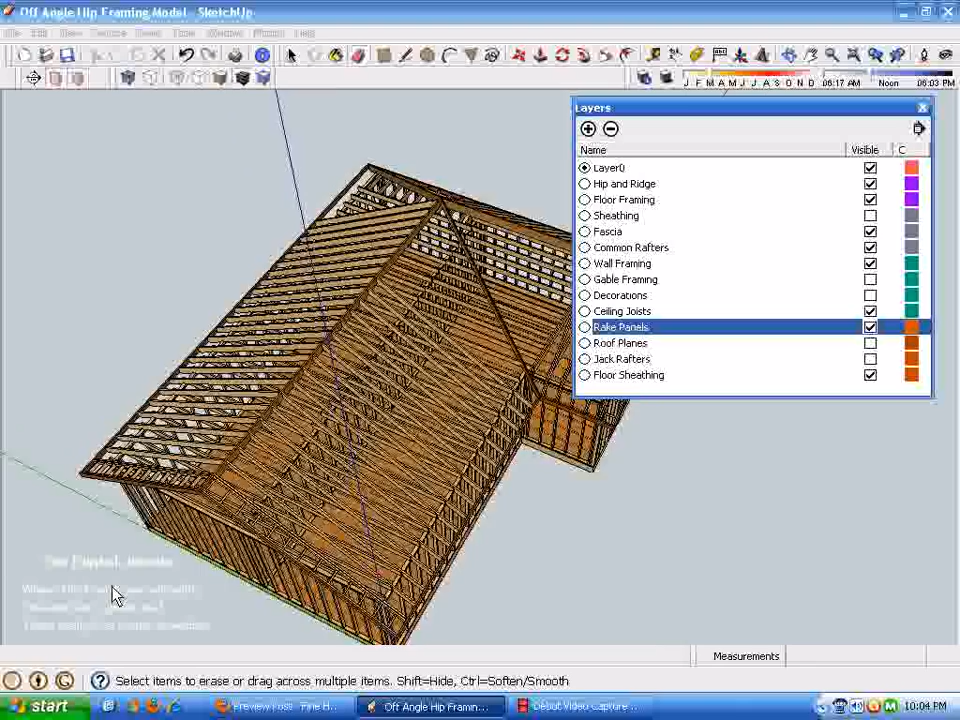 Off Angle Hip Framing Model - SketchUp
J F M A M J J A S O N D 06:17 AM Noon 06:03 PM
Layers
Name Visible C
Layer0
Hip and Ridge
Floor Framing
Sheathing
Fascia
Common Rafters
Wall Framing
Gable Framing
Decorations
Ceiling Joists
Rake Panels
Roof Planes
Jack Rafters
Floor Sheathing
Measurements
Select items to erase or drag across multiple items. Shift=Hide, Ctrl=Soften/Smooth
start Off Angle Hip Framin... Debut Video Capture ... 10:04 PM